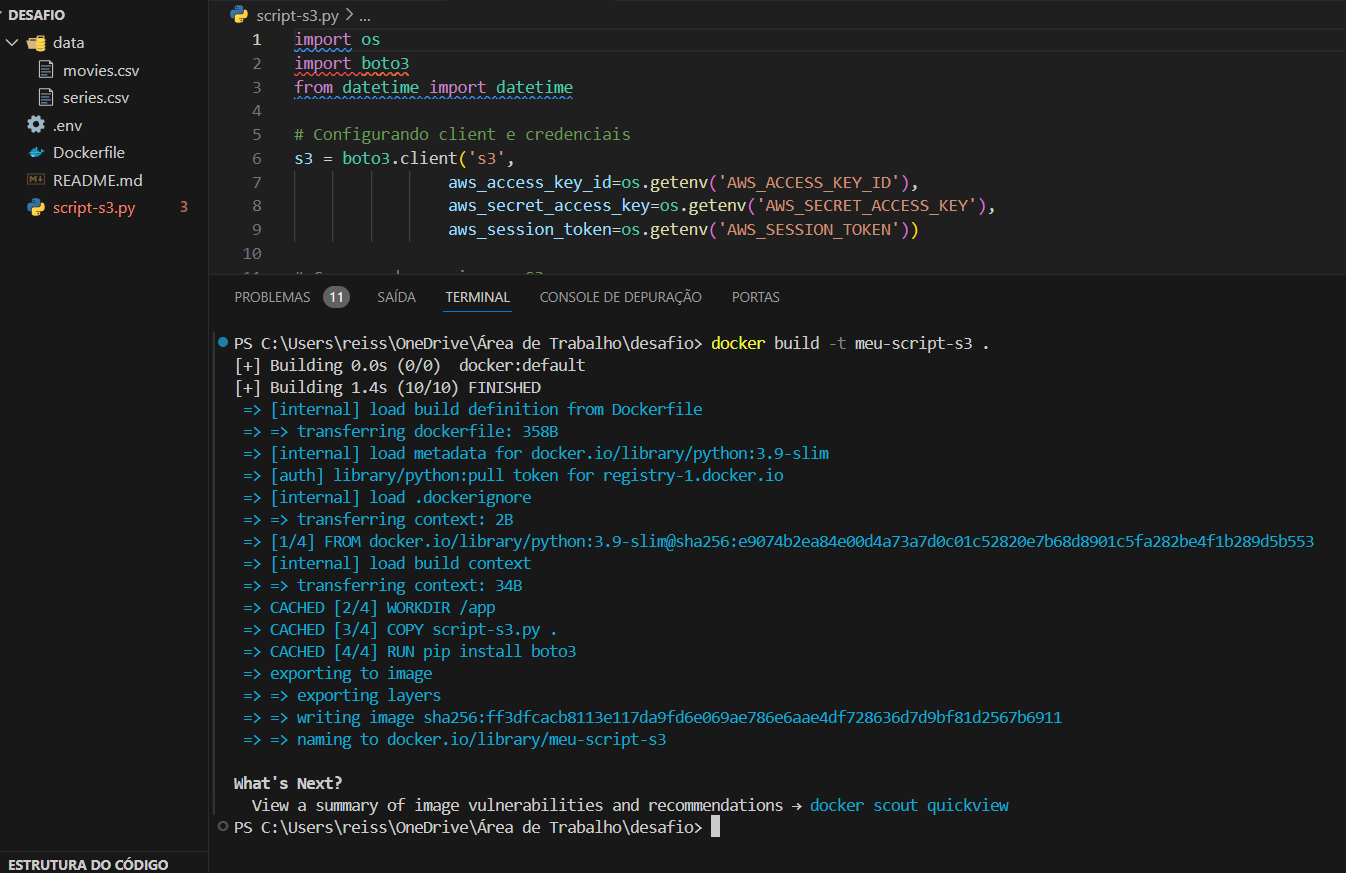 DESAFIO
data
movies.csv
series.csv
.env
Dockerfile
README.md
script-s3.py 3
ESTRUTURA DO CÓDIGO
script-s3.py > ...
1 import os
2 import boto3
3 from datetime import datetime
4
5 # Configurando client e credenciais
6 s3 = boto3.client('s3',
7 aws_access_key_id=os.getenv('AWS_ACCESS_KEY_ID'),
8 aws_secret_access_key=os.getenv('AWS_SECRET_ACCESS_KEY'),
9 aws_session_token=os.getenv('AWS_SESSION_TOKEN'))
10
PROBLEMAS 11 SAÍDA TERMINAL CONSOLE DE DEPURAÇÃO PORTAS
PS C:\Users\reiss\OneDrive\Área de Trabalho\desafio> docker build -t meu-script-s3 .
[+] Building 0.0s (0/0) docker:default
[+] Building 1.4s (10/10) FINISHED
=> [internal] load build definition from Dockerfile
=> => transferring dockerfile: 358B
=> [internal] load metadata for docker.io/library/python:3.9-slim
=> [auth] library/python:pull token for registry-1.docker.io
=> [internal] load .dockerignore
=> => transferring context: 2B
=> [1/4] FROM docker.io/library/python:3.9-slim@sha256:e9074b2ea84e00d4a73a7d0c01c52820e7b68d8901c5fa282be4f1b289d5b553
=> [internal] load build context
=> => transferring context: 34B
=> CACHED [2/4] WORKDIR /app
=> CACHED [3/4] COPY script-s3.py .
=> CACHED [4/4] RUN pip install boto3
=> exporting to image
=> => exporting layers
=> => writing image sha256:ff3dfcacb8113e117da9fd6e069ae786e6aae4df728636d7d9bf81d2567b6911
=> => naming to docker.io/library/meu-script-s3
What's Next?
View a summary of image vulnerabilities and recommendations → docker scout quickview
PS C:\Users\reiss\OneDrive\Área de Trabalho\desafio>